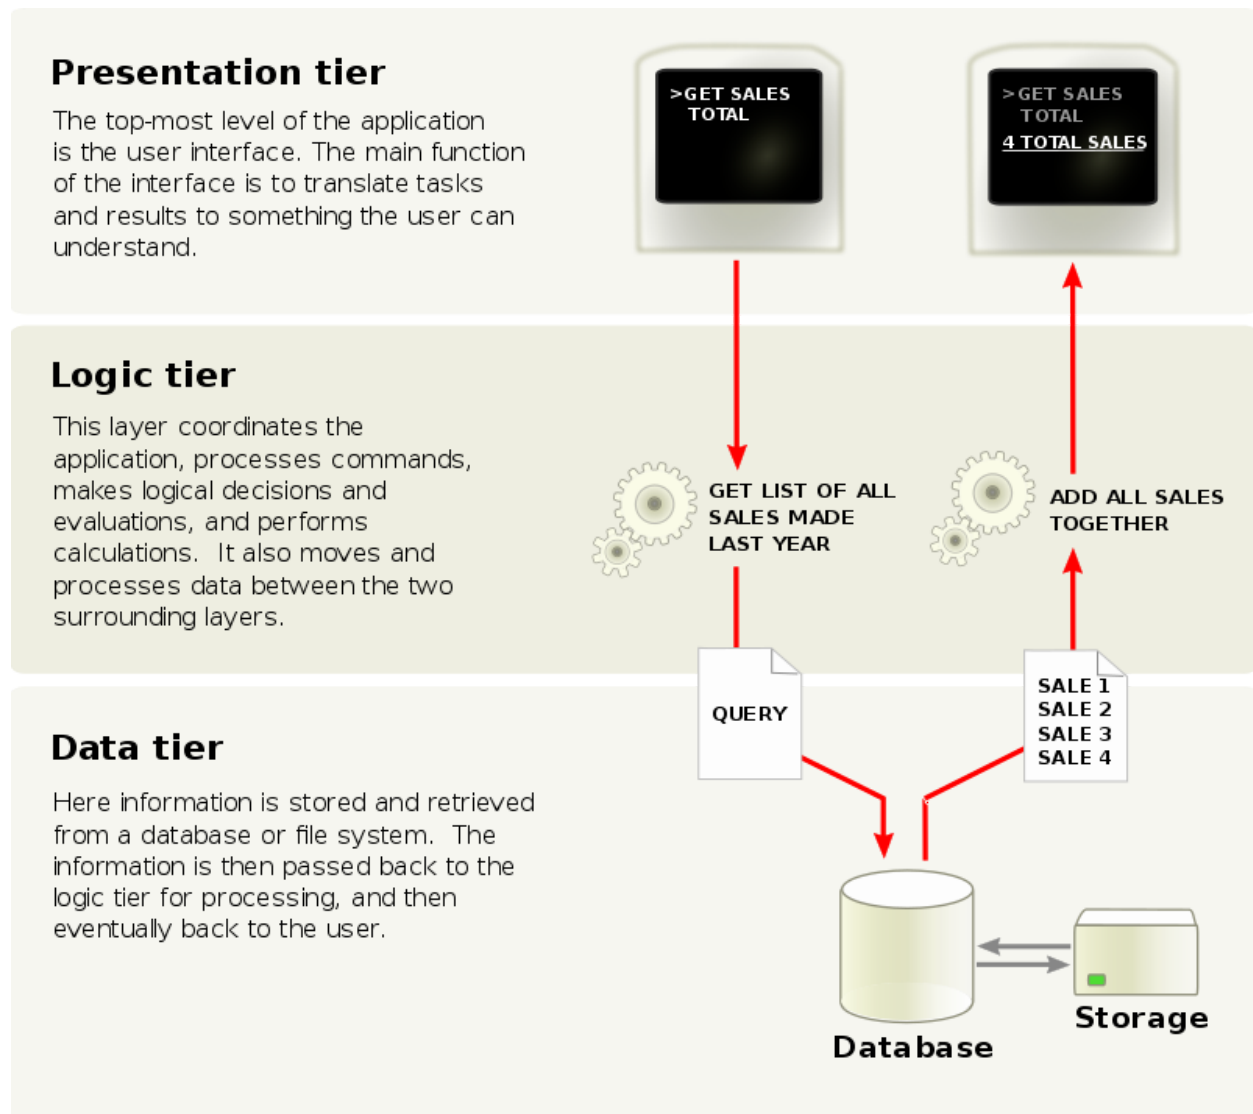 Presentation tier
The top-most level of the application
is the user interface. The main function
of the interface is to translate tasks
and results to something the user can
understand.
>GET SALES
TOTAL
>GET SALES
TOTAL
4 TOTAL SALES
Logic tier
This layer coordinates the
application, processes commands,
makes logical decisions and
evaluations, and performs
calculations.  It also moves and
processes data between the two
surrounding layers.
GET LIST OF ALL
SALES MADE
LAST YEAR
ADD ALL SALES
TOGETHER
QUERY
SALE 1
SALE 2
SALE 3
SALE 4
Data tier
Here information is stored and retrieved
from a database or file system.  The
information is then passed back to the
logic tier for processing, and then
eventually back to the user.
Database
Storage